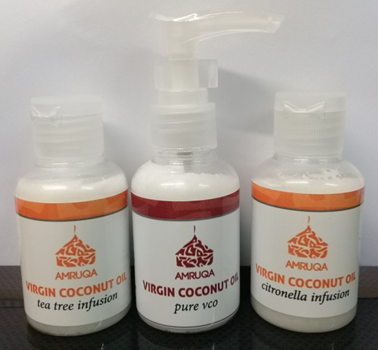 AMRUQA
VIRGIN COCONUT OIL
tea tree infusion
AMRUQA
VIRGIN COCONUT OIL
pure vco
AMRUQA
VIRGIN COCONUT OIL
citronella infusion